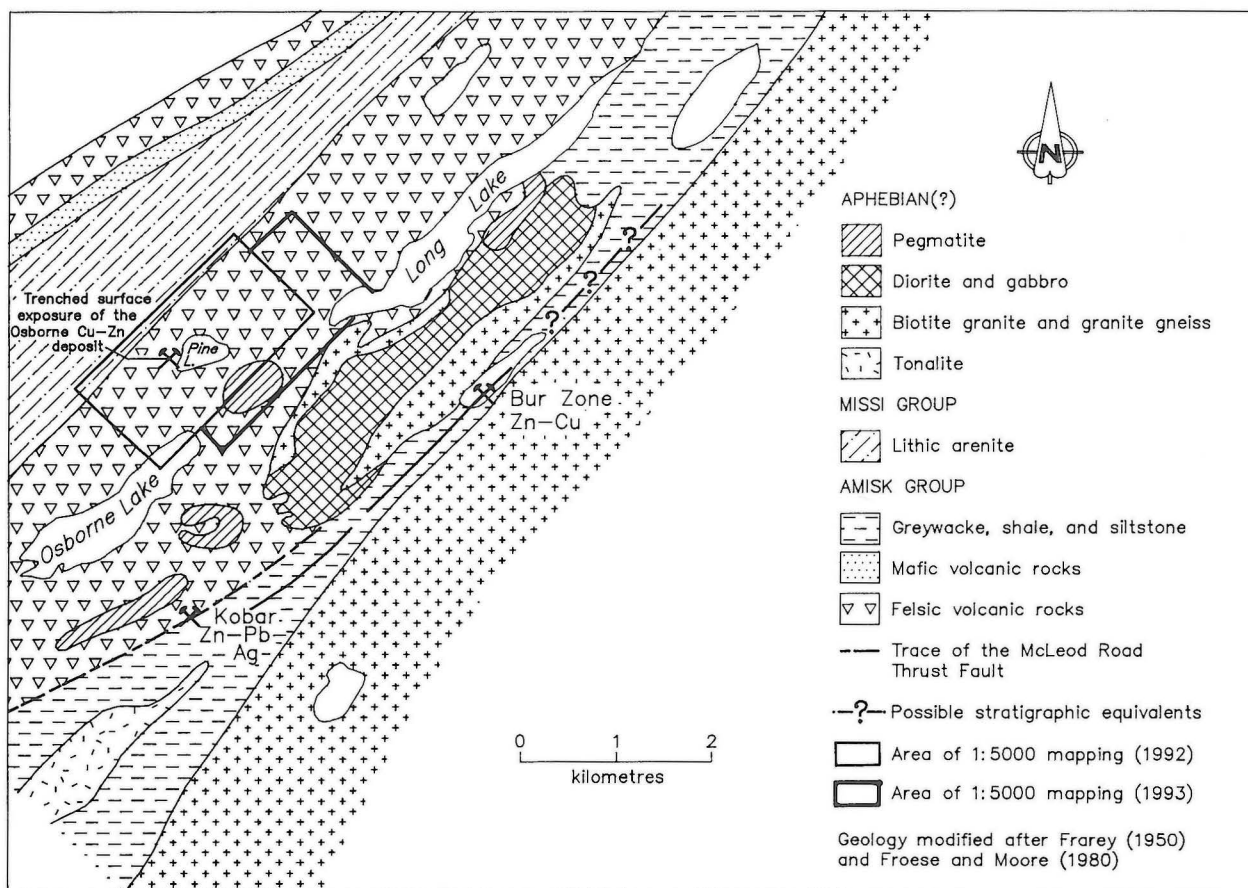 Long Lake
Trenched surface
exposure of the
Osborne Cu-Zn
deposit
Pine
Osborne Lake
Bur Zone
Zn-Cu
Kobar
Zn-Pb-
Ag
?
?
?
0 1 2
kilometres
N
APHEBIAN(?)
Pegmatite
Diorite and gabbro
Biotite granite and granite gneiss
Tonalite
MISSI GROUP
Lithic arenite
AMISK GROUP
Greywacke, shale, and siltstone
Mafic volcanic rocks
Felsic volcanic rocks
Trace of the McLeod Road
Thrust Fault
? Possible stratigraphic equivalents
Area of 1:5000 mapping (1992)
Area of 1:5000 mapping (1993)
Geology modified after Frarey (1950)
and Froese and Moore (1980)